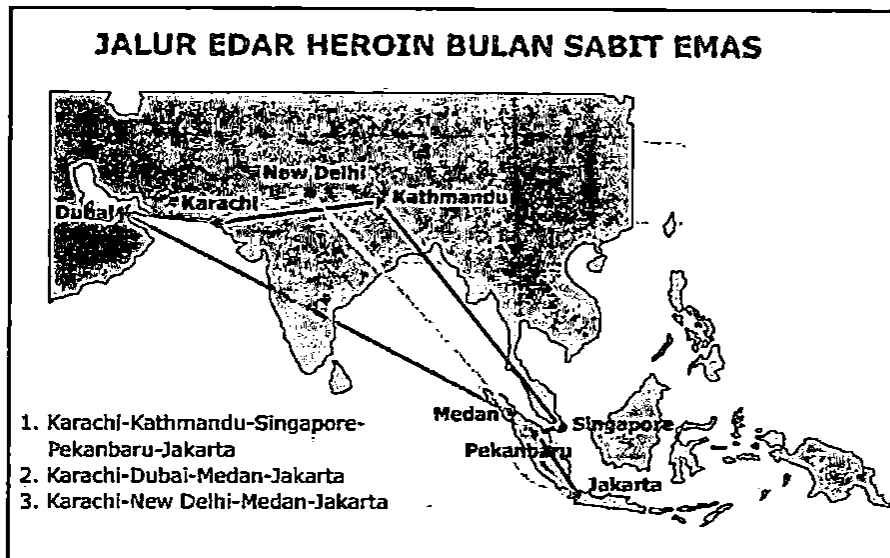 JALUR EDAR HEROIN BULAN SABIT EMAS
New Delhi
Karachi
Kathmandu
Dubai
Medan
Singapore
Pekanbaru
Jakarta
1. Karachi-Kathmandu-Singapore-
Pekanbaru-Jakarta
2. Karachi-Dubai-Medan-Jakarta
3. Karachi-New Delhi-Medan-Jakarta